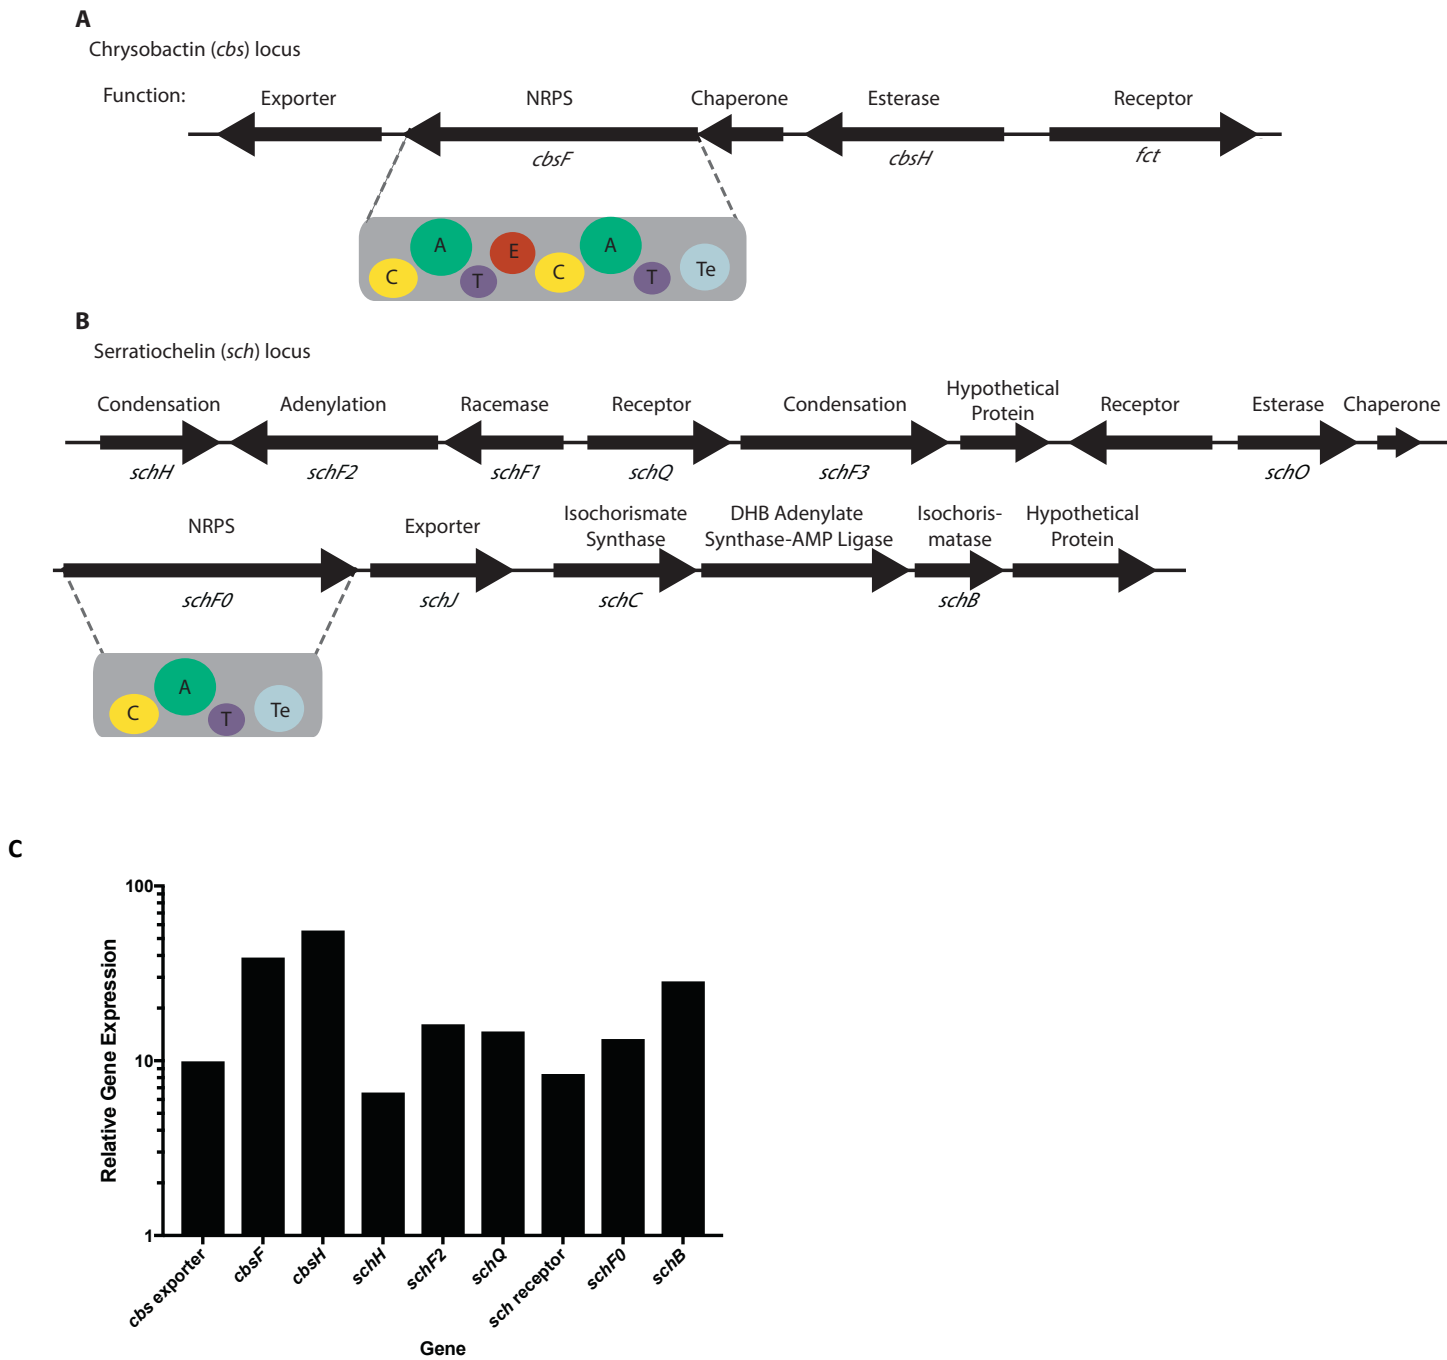 A
Chrysobactin (cbs) locus
Function: Exporter NRPS Chaperone Esterase Receptor
cbsF cbsH fct
C A T E C A T Te
B
Serratiochelin (sch) locus
Condensation Adenylation Racemase Receptor Condensation Hypothetical Protein Receptor Esterase Chaperone
schH schF2 schF1 schQ schF3 schO
NRPS Exporter Isochorismate Synthase DHB Adenylate Synthase-AMP Ligase Isochoris-matase Hypothetical Protein
schF0 schJ schC schB
C A T Te
C
100
10
1
Relative Gene Expression
cbs exporter cbsF cbsH schH schF2 schQ sch receptor schF0 schB
Gene